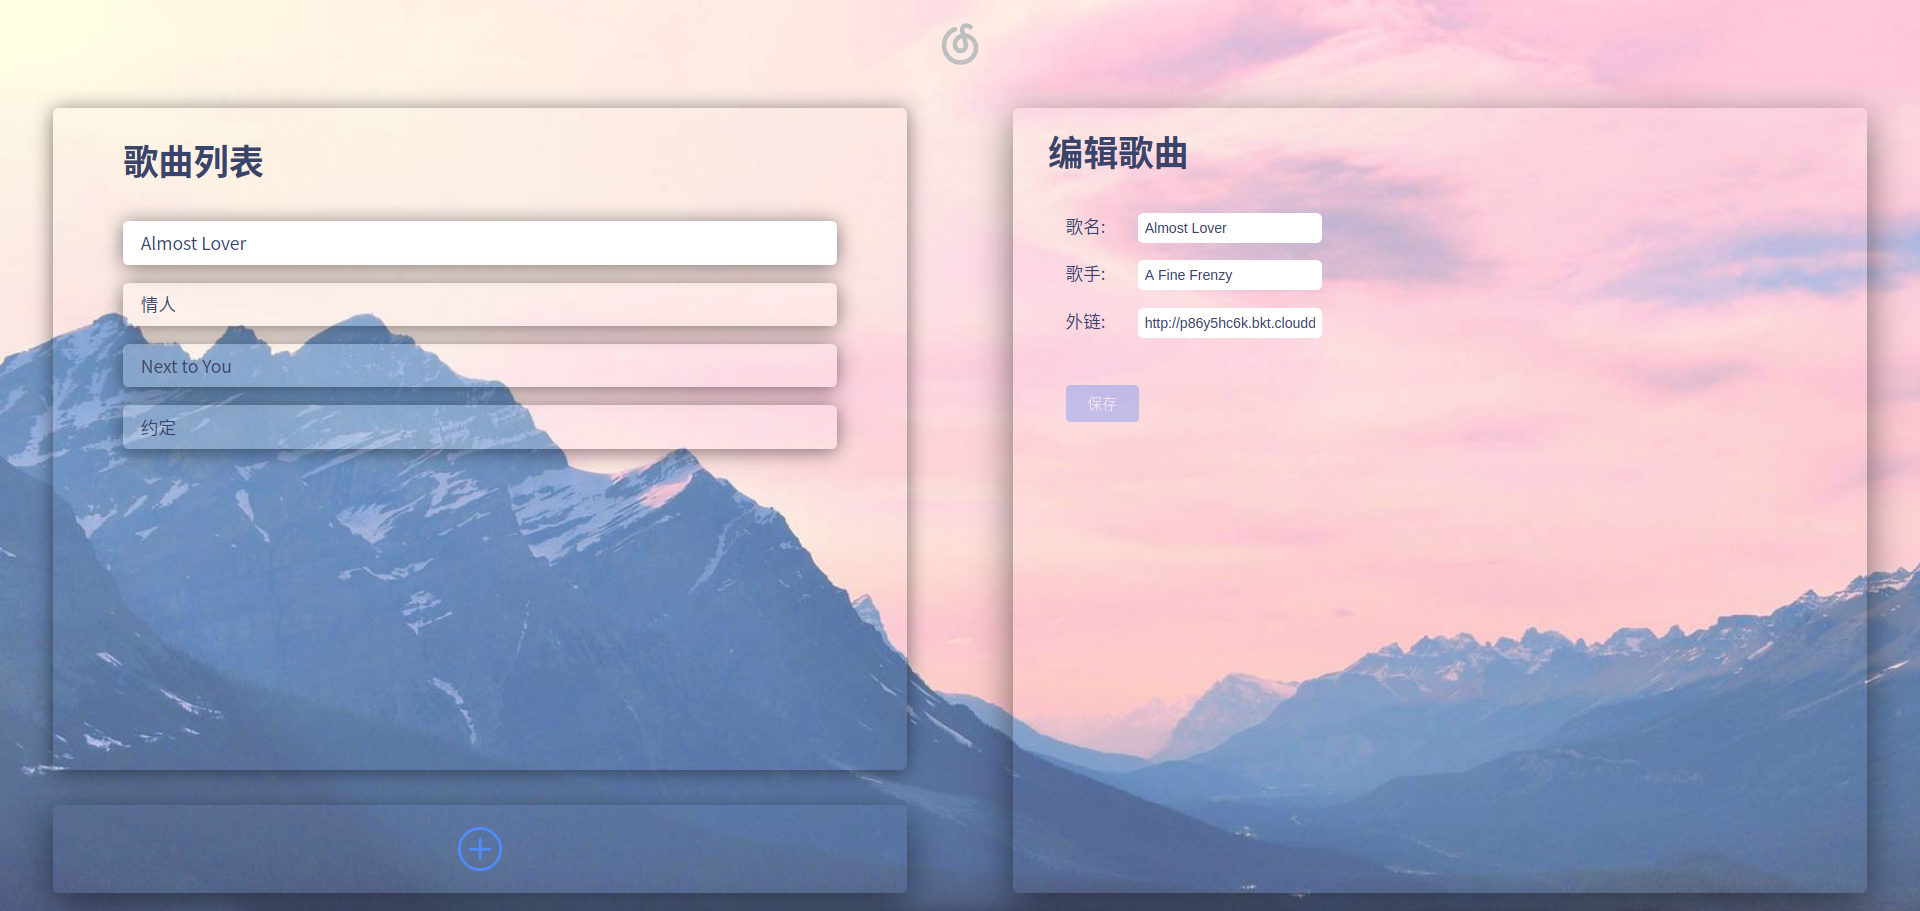 歌曲列表
Almost Lover
情人
Next to You
约定
编辑歌曲
歌名: Almost Lover
歌手: A Fine Frenzy
外链: http://p86y5hc6k.bkt.cloudd
保存